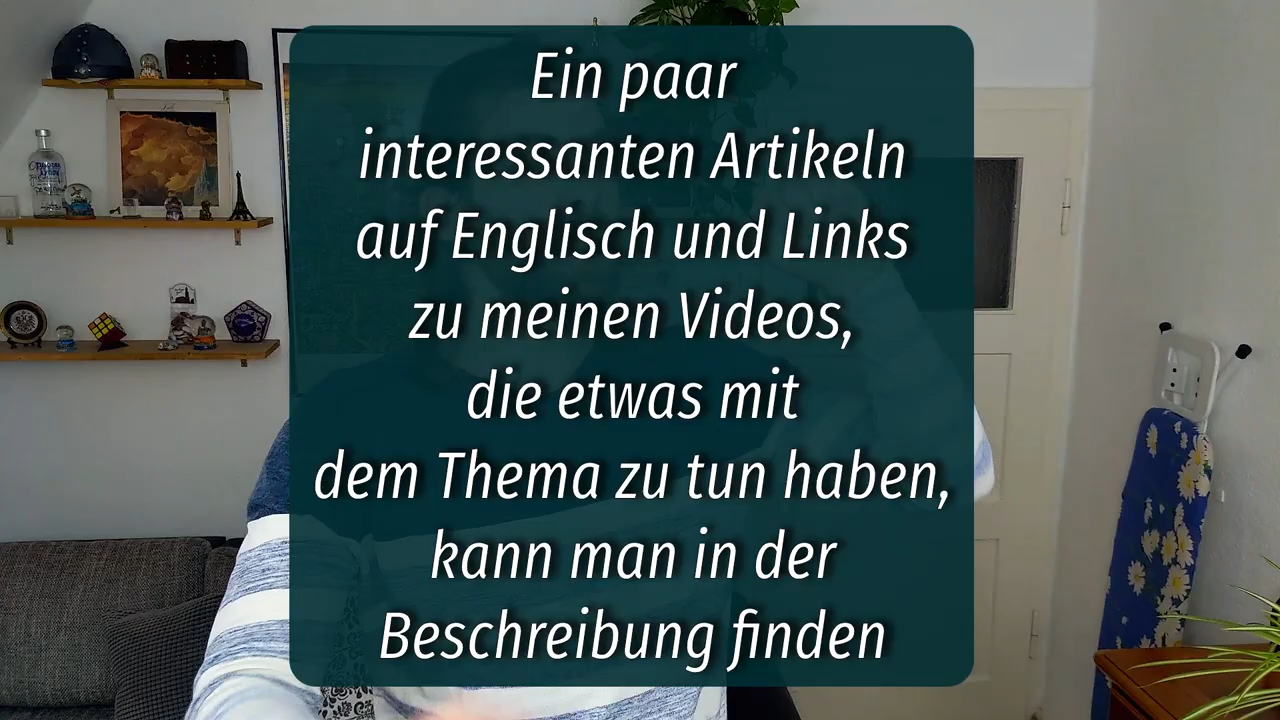 Ein paar
interessanten Artikeln
auf Englisch und Links
zu meinen Videos,
die etwas mit
dem Thema zu tun haben,
kann man in der
Beschreibung finden